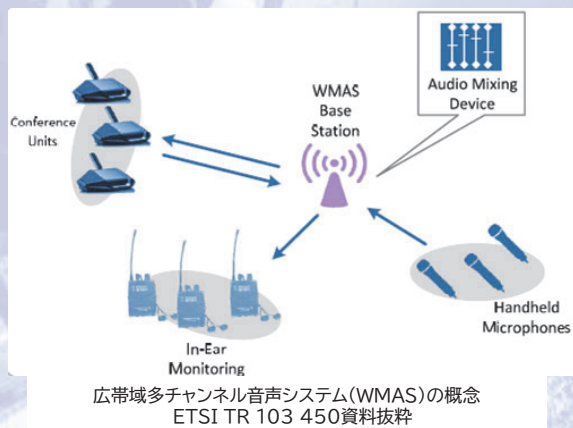 Audio Mixing
Device
WMAS
Base
Station
Conference
Units
Handheld
Microphones
In-Ear
Monitoring
広帯域多チャンネル音声システム(WMAS)の概念
ETSI TR 103 450資料抜粋